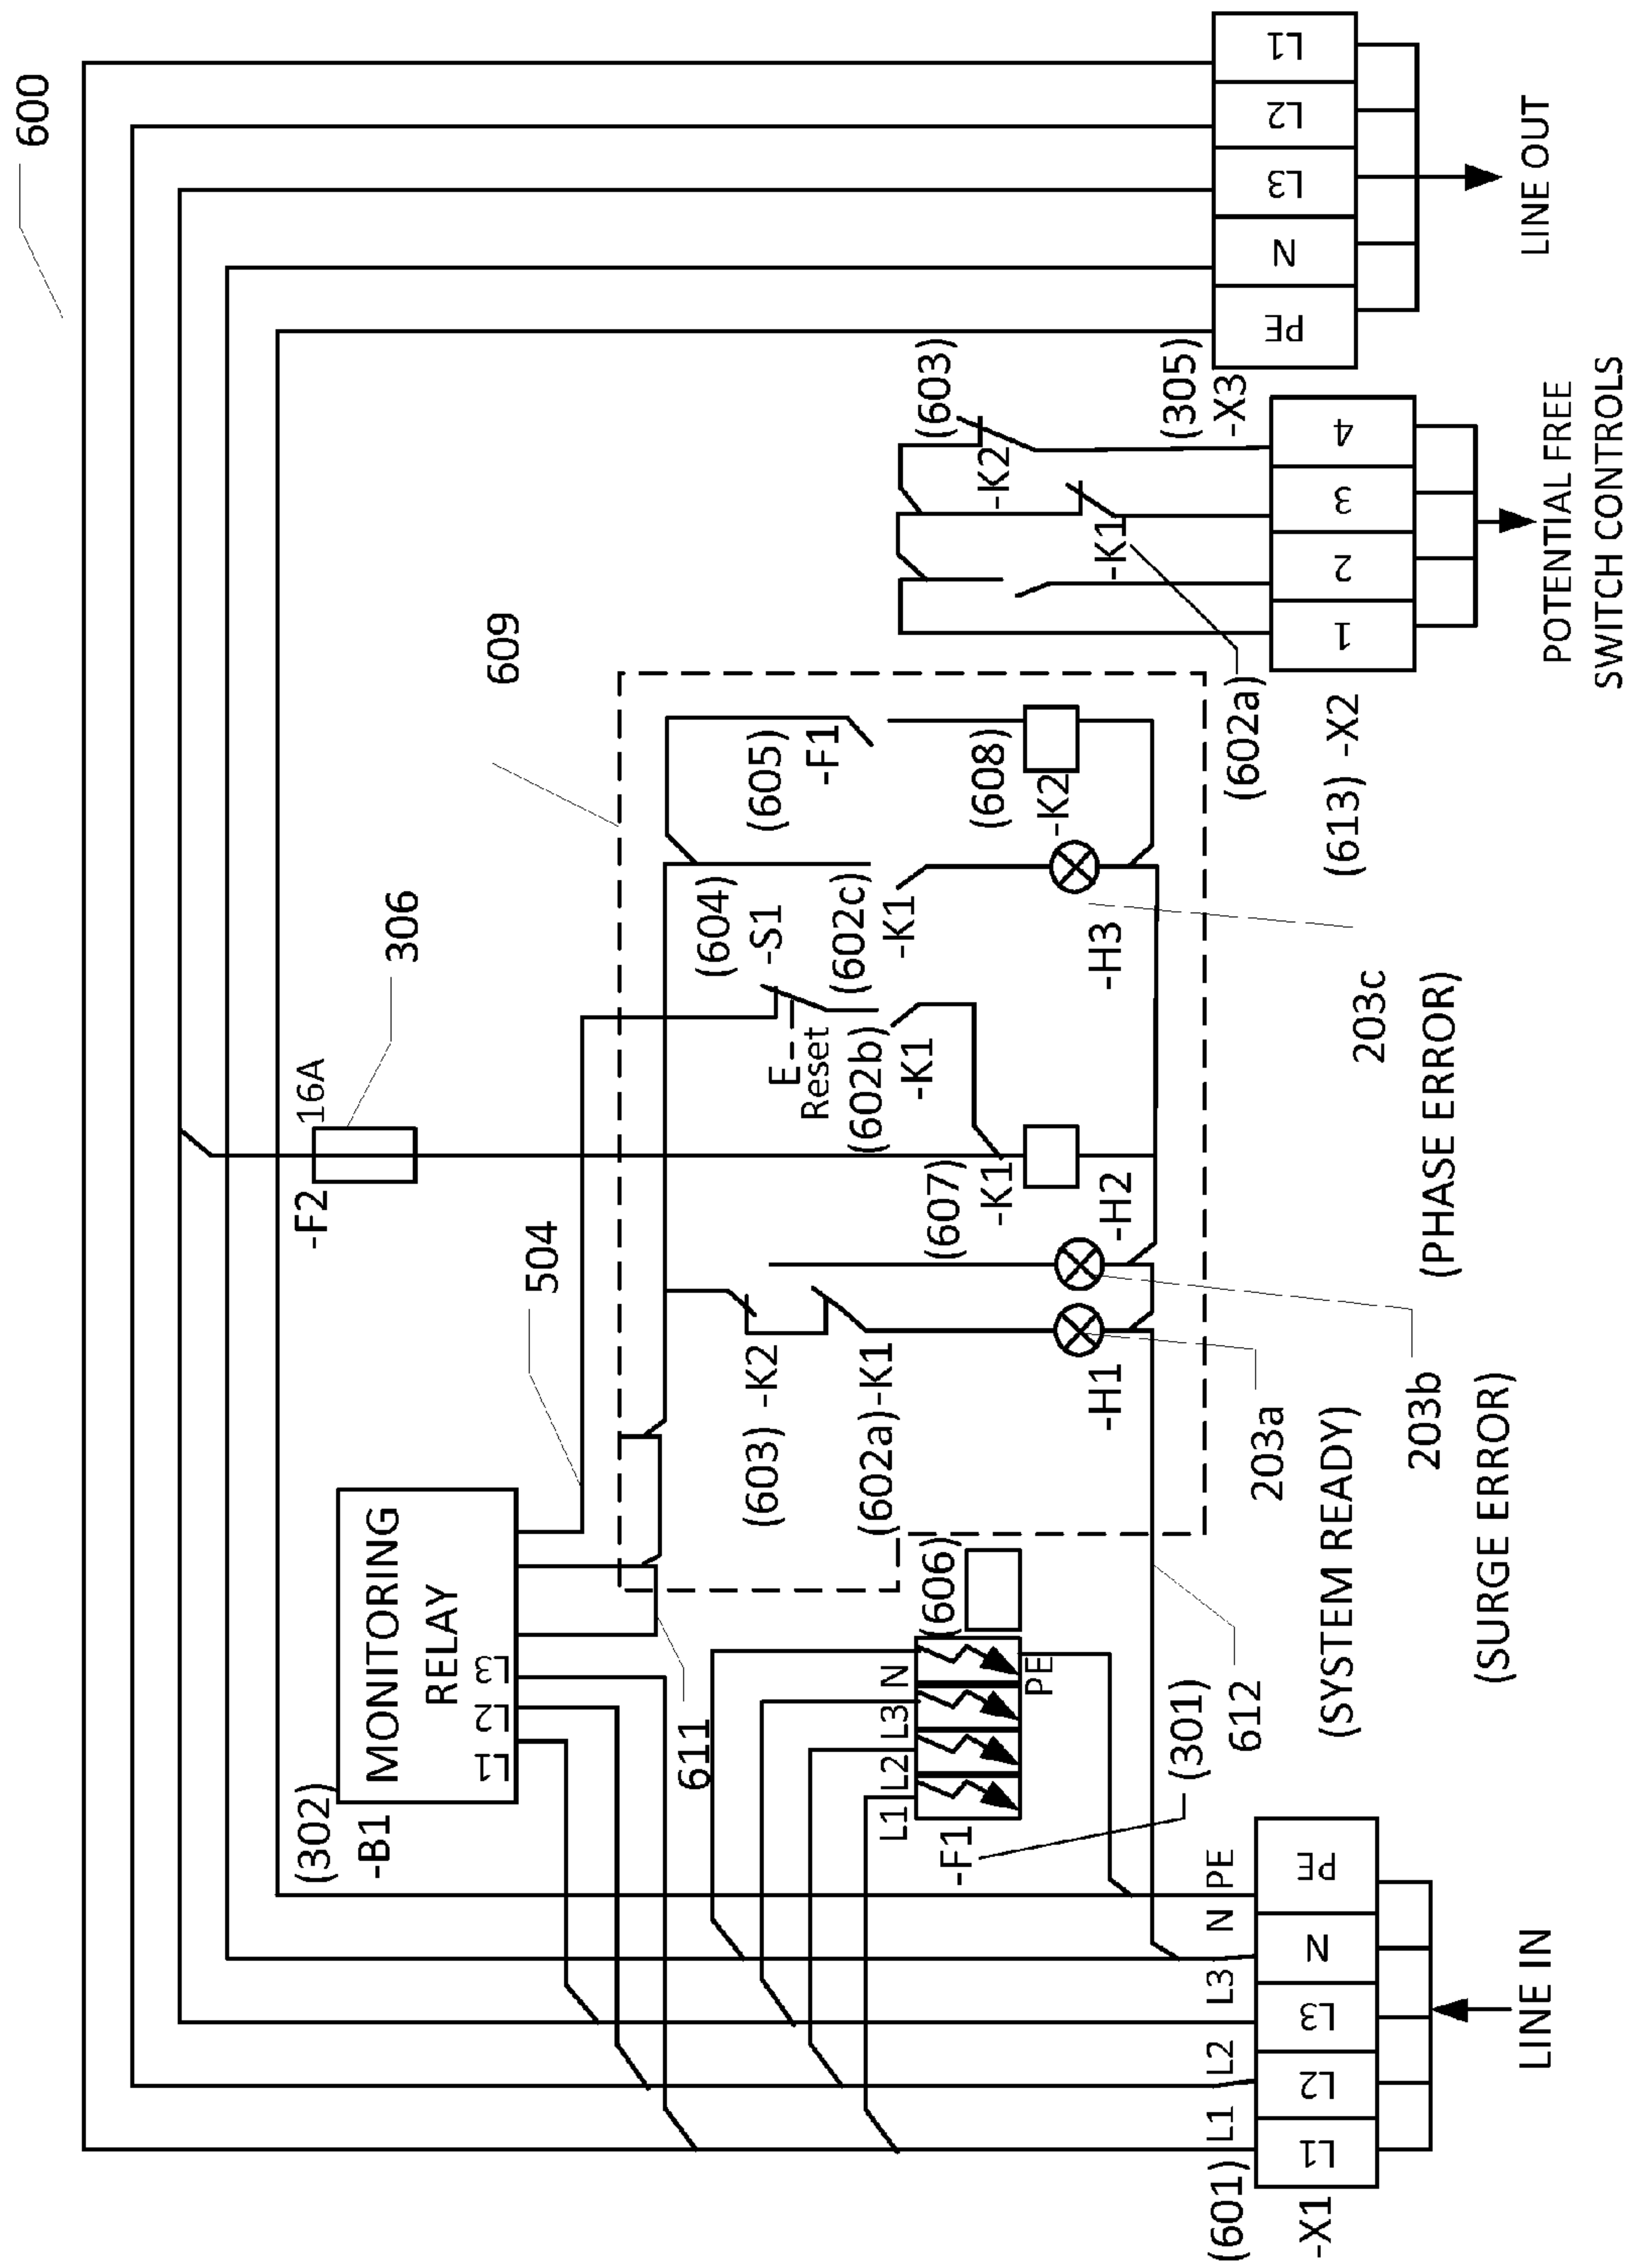 600
(302)
-B1
MONITORING
RELAY
L1
L2
L3
504
611
-F2
16A
306
609
(603) -K2
(602a)-K1
-H1
-H2
(607)
-K1
E
Reset
(602b)
-K1
(604)
-S1
(602c)
-K1
-H3
(605)
-F1
(608)
-K2
(603)
-K2
-K1
(602a)
(606)
L1
L2
L3
N
PE
-F1
(301)
612
203a
(SYSTEM READY)
203b
(SURGE ERROR)
203c
(PHASE ERROR)
(601)
-X1
L1
L2
L3
N
PE
L1
L2
L3
N
PE
LINE IN
(613) -X2
1
2
3
4
POTENTIAL FREE
SWITCH CONTROLS
(305)
-X3
PE
N
L3
L2
L1
LINE OUT